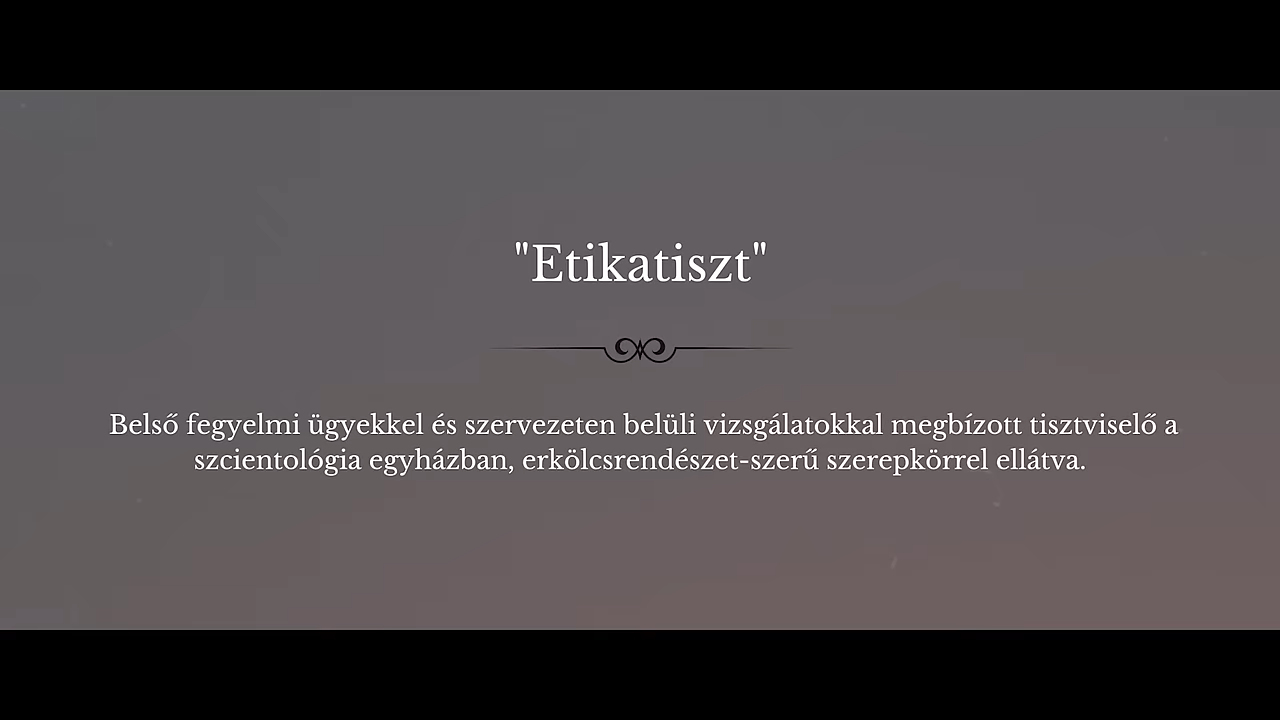 "Etikatiszt"
Belső fegyelmi ügyekkel és szervezeten belüli vizsgálatokkal megbízott tisztviselő a
szcientológia egyházban, erkölcsrendészet-szerű szerepkörrel ellátva.